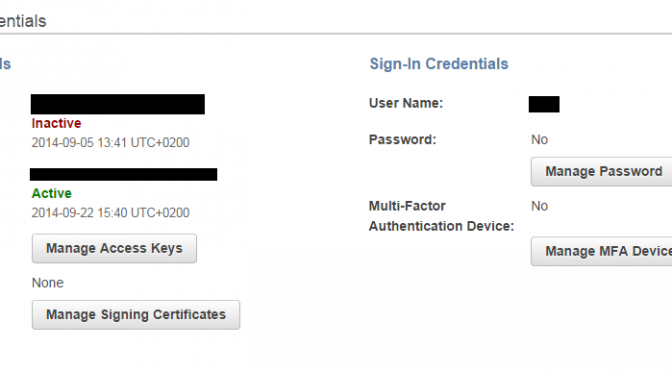 entials
ls
Inactive
2014-09-05 13:41 UTC+0200
Active
2014-09-22 15:40 UTC+0200
Manage Access Keys
None
Manage Signing Certificates
Sign-In Credentials
User Name:
Password: No
Manage Password
Multi-Factor No
Authentication Device:
Manage MFA Device